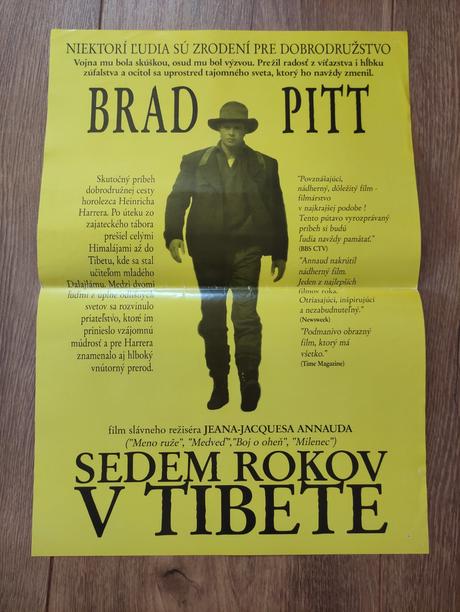 NIEKTORÍ ĽUDIA SÚ ZRODENÍ PRE DOBRODRUŽSTVO
Vojna mu bola skúškou, osud mu bol výzvou. Prežil radosť z víťazstva i hĺbku
zúfalstva a ocitol sa uprostred tajomného sveta, ktorý ho navždy zmenil.
BRAD PITT
Skutočný príbeh
dobrodružnej cesty
horolezca Heinricha
Harrera. Po úteku zo
zajateckého tábora
prešiel celými
Himalájami až do
Tibetu, kde sa stal
učiteľom mladého
Dalajlámu. Medzi dvomi
ľuďmi z úplne odlišných
svetov sa rozvinulo
priateľstvo, ktoré im
prinieslo vzájomnú
múdrosť a pre Harrera
znamenalo aj hlboký
vnútorný prerod.
"Povznášajúci,
nádherný, dôležitý film -
filmárstvo
v najkrajšej podobe !
Tento pútavo vyrozprávaný
príbeh si budú
ľudia navždy pamätať."
(BBS CTV)
"Annaud nakrútil
nádherný film.
Jeden z najlepších
filmov roka.
Otriasajúci, inšpirujúci
a nezabudnuteľný."
(Newsweek)
"Podmanivo obrazný
film, ktorý má
všetko."
(Time Magazine)
film slávneho režiséra JEANA-JACQUESA ANNAUDA
("Meno ruže", "Medveď","Boj o oheň", "Milenec")
SEDEM ROKOV
V TIBETE